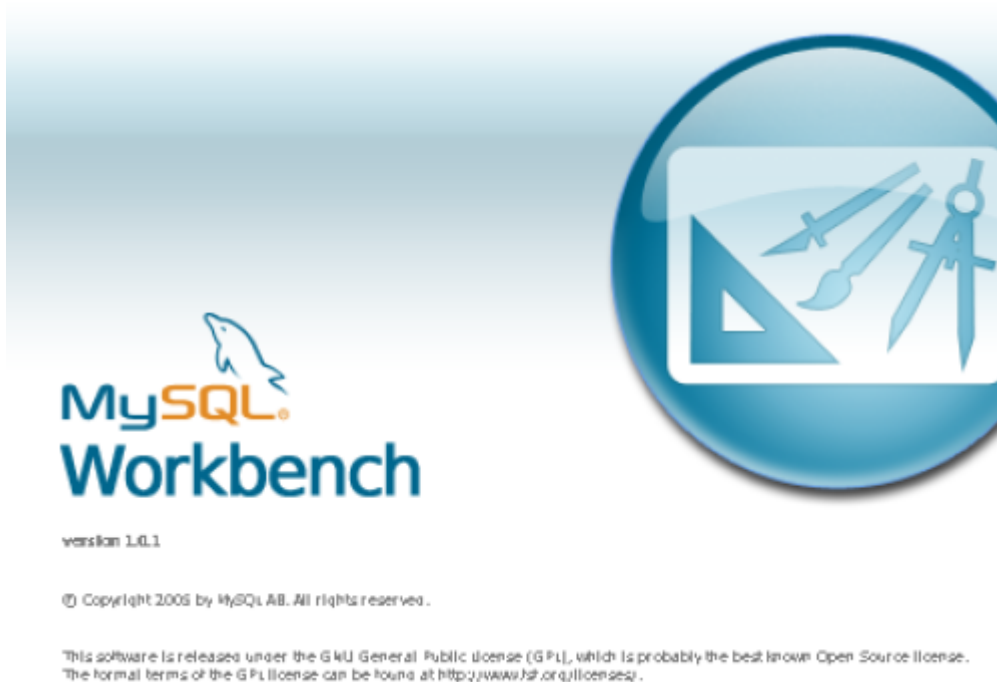 MySQL®
Workbench
version 1.0.1
© Copyright 2005 by MySQL AB. All rights reserved.
This software is released under the GNU General Public License (GPL), which is probably the best known Open Source license.
The formal terms of the GPL license can be found at http://www.fsf.org/licenses/.